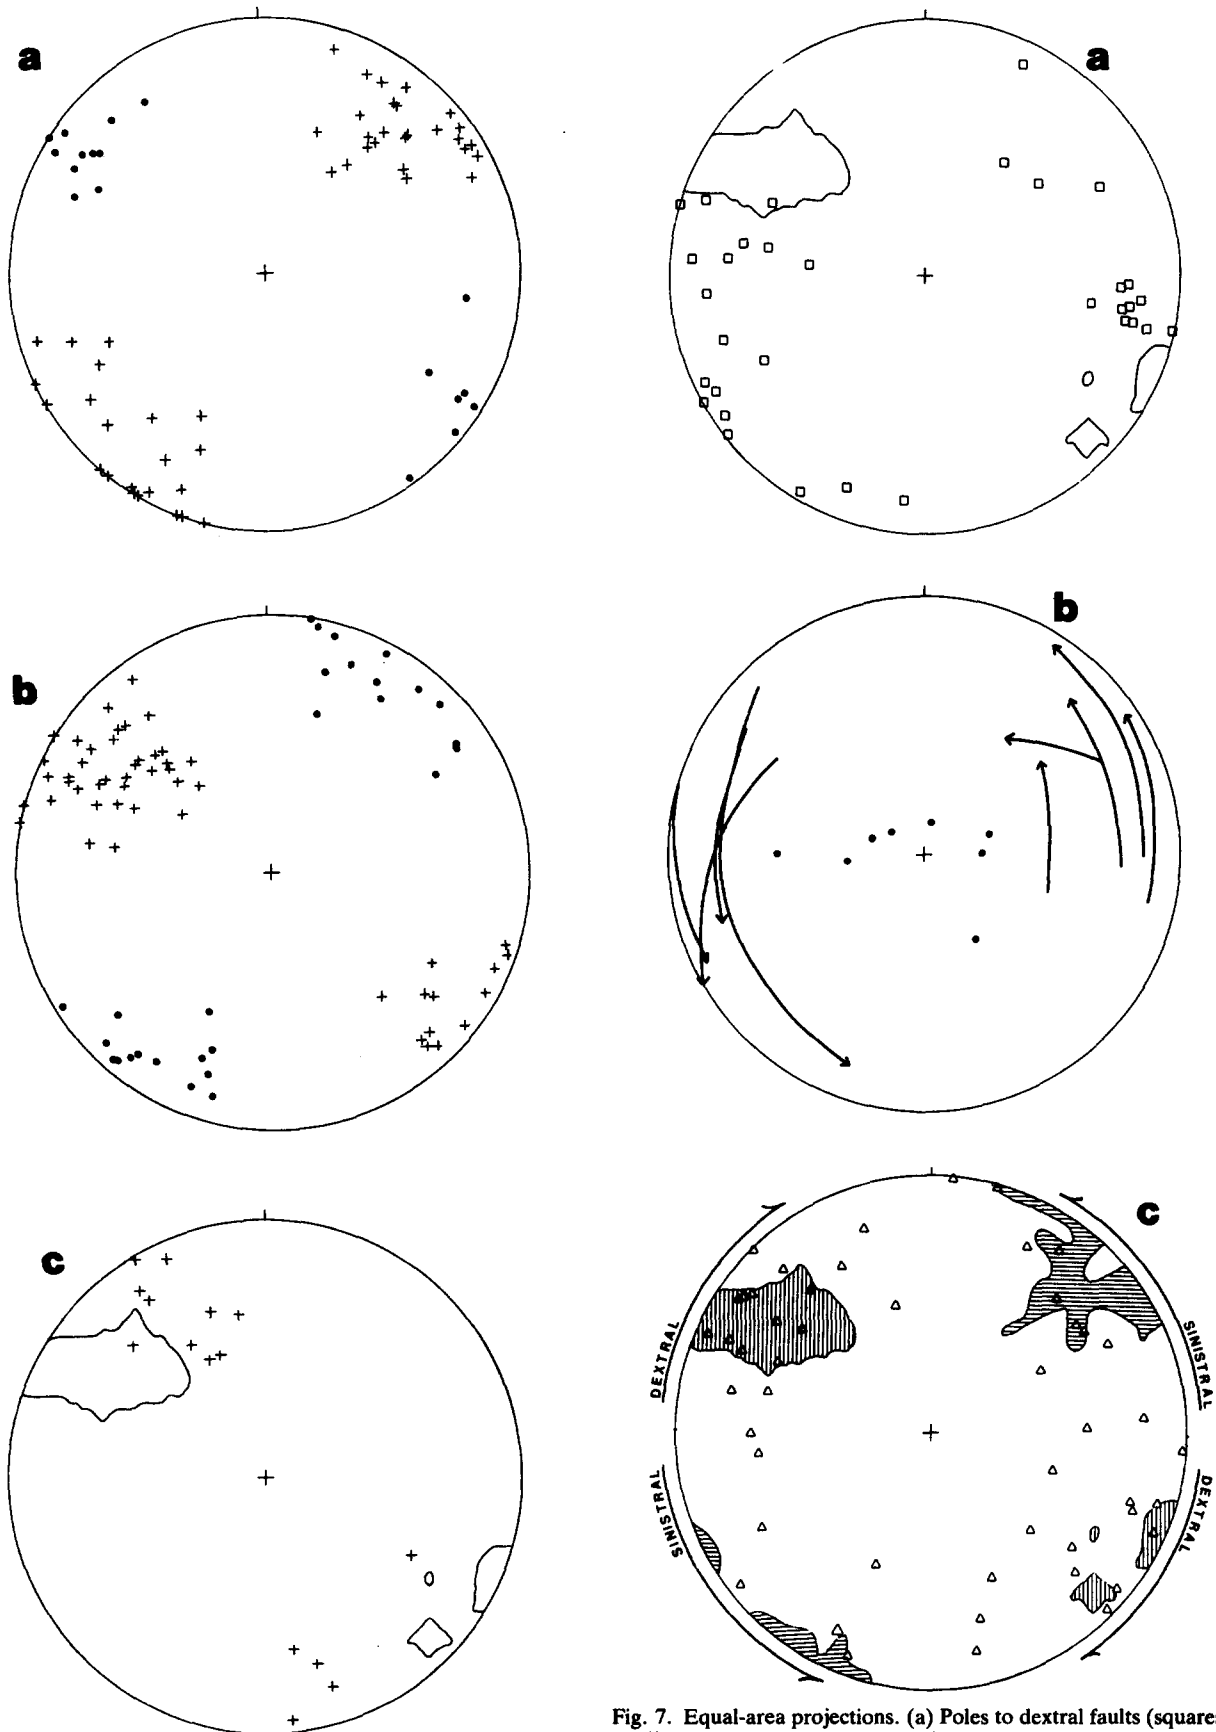 a
a
b
b
c
c
DEXTRAL
SINISTRAL
SINISTRAL
DEXTRAL
Fig. 7. Equal-area projections. (a) Poles to dextral faults (square